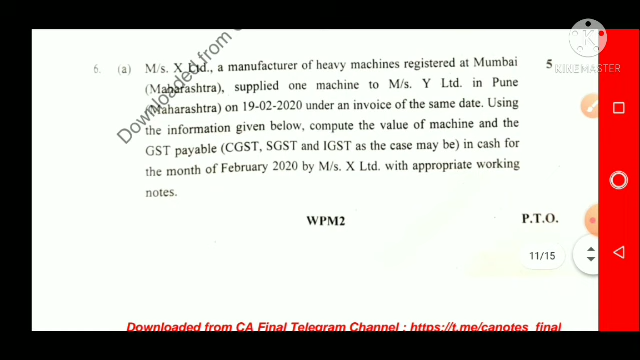 6. (a) M/s. X Ltd., a manufacturer of heavy machines registered at Mumbai 5
(Maharashtra), supplied one machine to M/s. Y Ltd. in Pune
(Maharashtra) on 19-02-2020 under an invoice of the same date. Using
the information given below, compute the value of machine and the
GST payable (CGST, SGST and IGST as the case may be) in cash for
the month of February 2020 by M/s. X Ltd. with appropriate working
notes.
WPM2 P.T.O.
11/15
Downloaded from CA Final Telegram Channel : https://t.me/canotes_final
Downloaded from
KINEMASTER